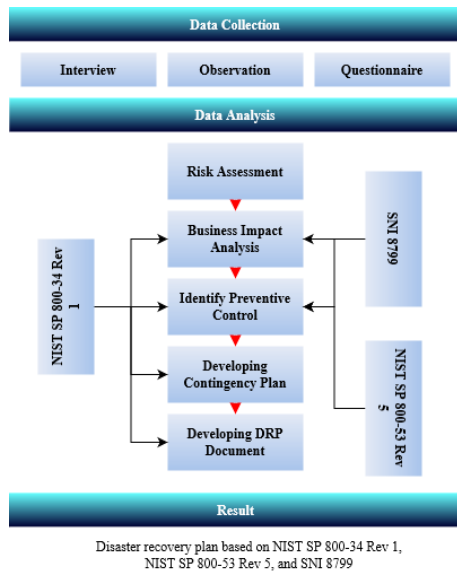 Data Collection
Interview
Observation
Questionnaire
Data Analysis
Risk Assessment
Business Impact
Analysis
Identify Preventive
Control
Developing
Contingency Plan
Developing DRP
Document
NIST SP 800-34 Rev
1
SNI 8799
NIST SP 800-53 Rev
5
Result
Disaster recovery plan based on NIST SP 800-34 Rev 1,
NIST SP 800-53 Rev 5, and SNI 8799